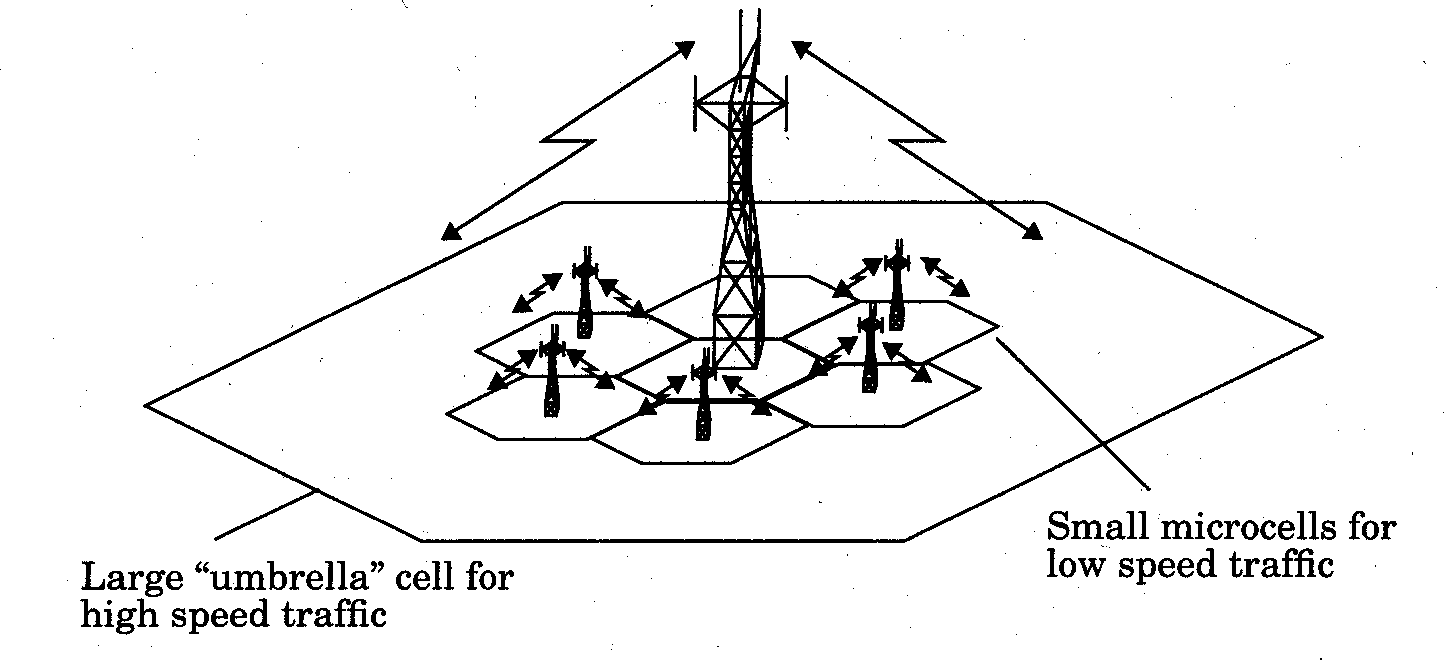 Small microcells for
low speed traffic
Large “umbrella” cell for
high speed traffic